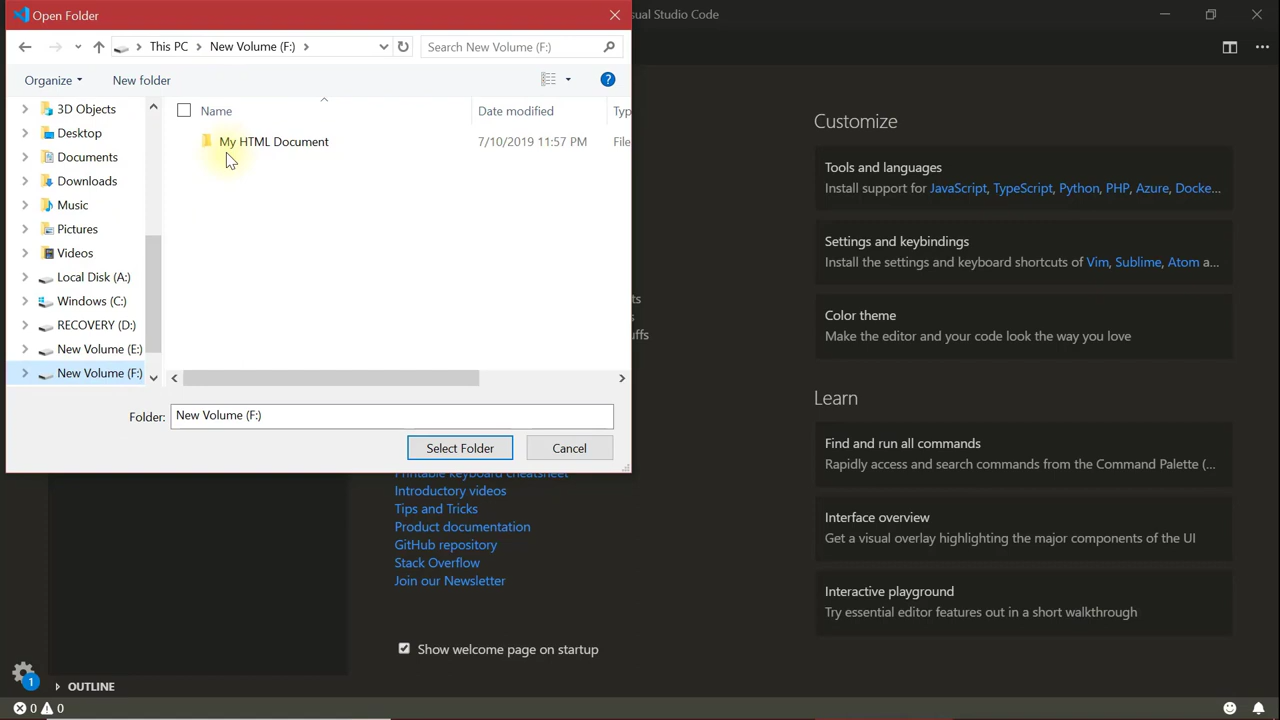 Open Folder
sual Studio Code
This PC
New Volume (F:)
Search New Volume (F:)
Organize
New folder
?
3D Objects
Desktop
Documents
Downloads
Music
Pictures
Videos
Local Disk (A:)
Windows (C:)
RECOVERY (D:)
New Volume (E:)
New Volume (F:)
Name
Date modified
Typ
My HTML Document
7/10/2019 11:57 PM
File
Folder:
New Volume (F:)
Select Folder
Cancel
ts
uffs
Printable keyboard cheatsheet
Introductory videos
Tips and Tricks
Product documentation
GitHub repository
Stack Overflow
Join our Newsletter
Show welcome page on startup
Customize
Tools and languages
Install support for JavaScript, TypeScript, Python, PHP, Azure, Docke...
Settings and keybindings
Install the settings and keyboard shortcuts of Vim, Sublime, Atom a...
Color theme
Make the editor and your code look the way you love
Learn
Find and run all commands
Rapidly access and search commands from the Command Palette (...
Interface overview
Get a visual overlay highlighting the major components of the UI
Interactive playground
Try essential editor features out in a short walkthrough
1
OUTLINE
0
0